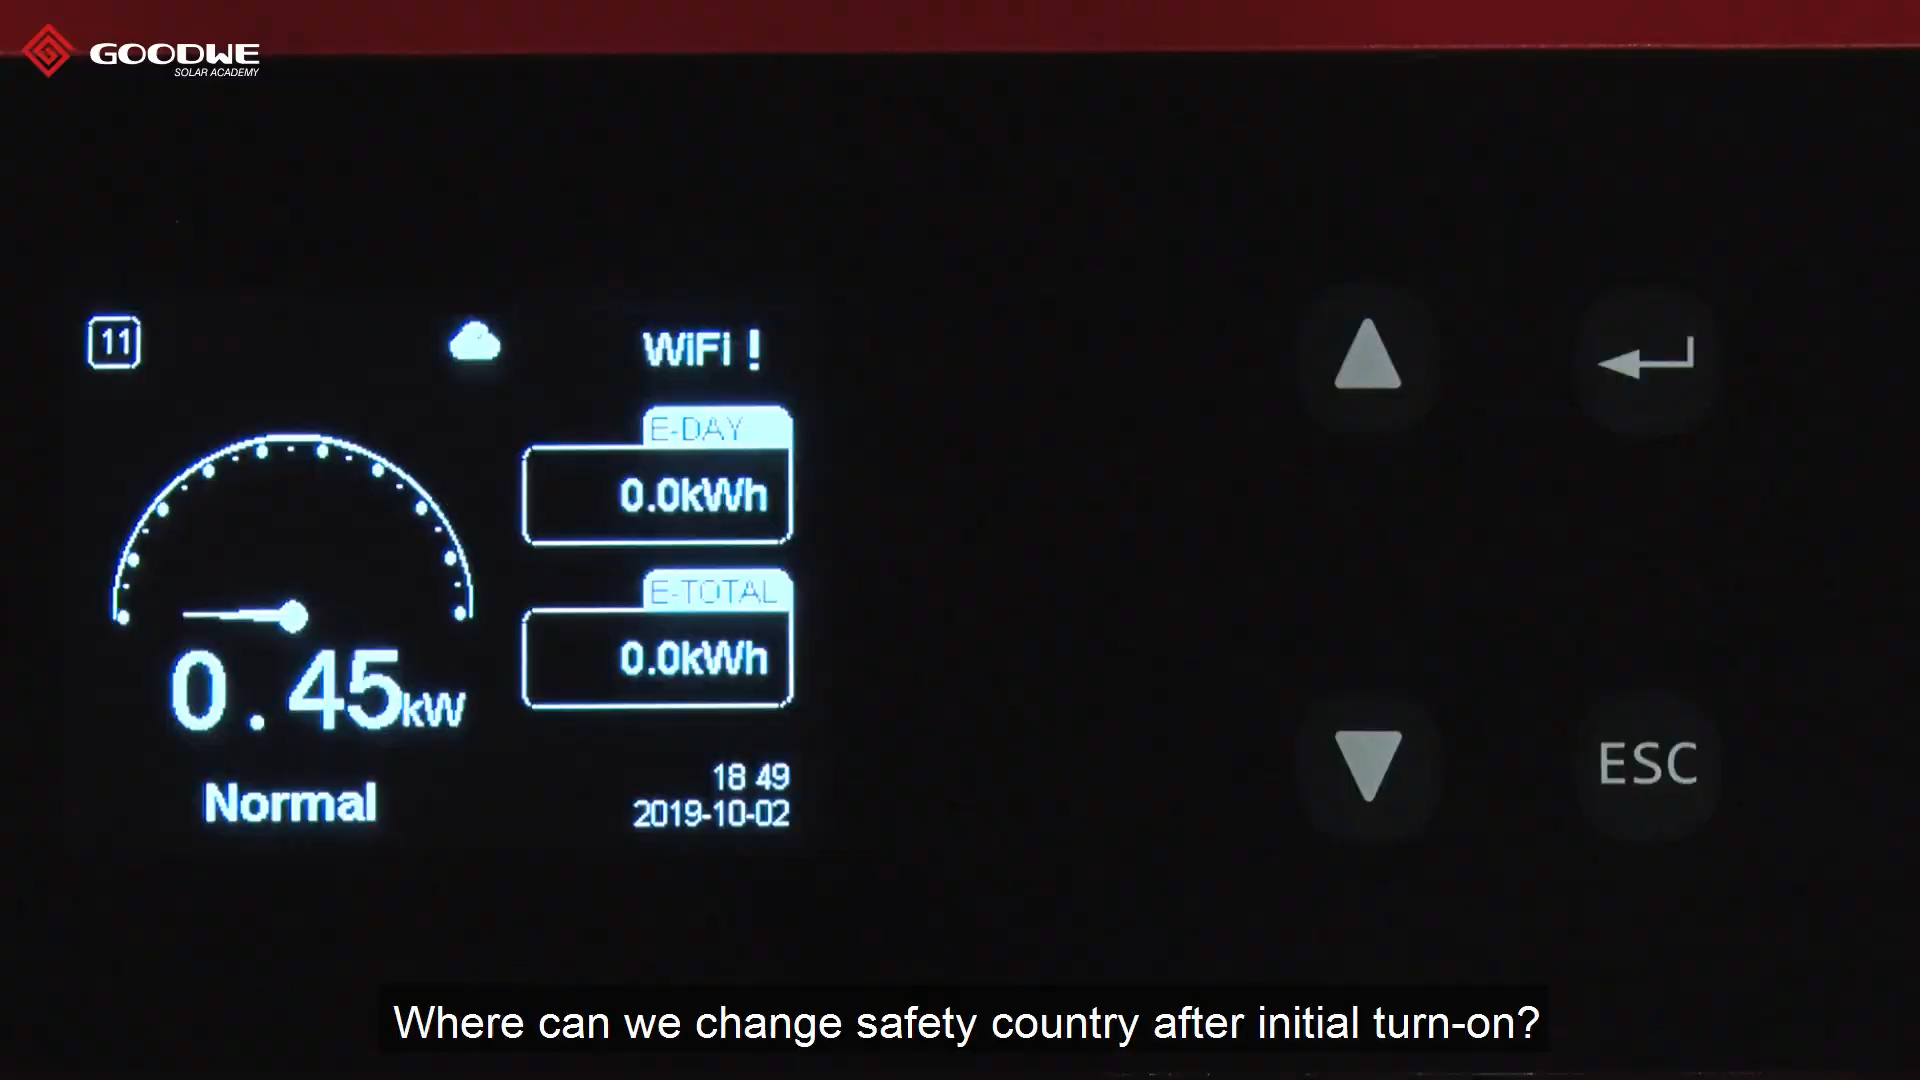 GOODWE
SOLAR ACADEMY
11
WiFi !
E-DAY
0.0kWh
E-TOTAL
0.0kWh
0.45kW
Normal
18 49
2019-10-02
ESC
Where can we change safety country after initial turn-on?